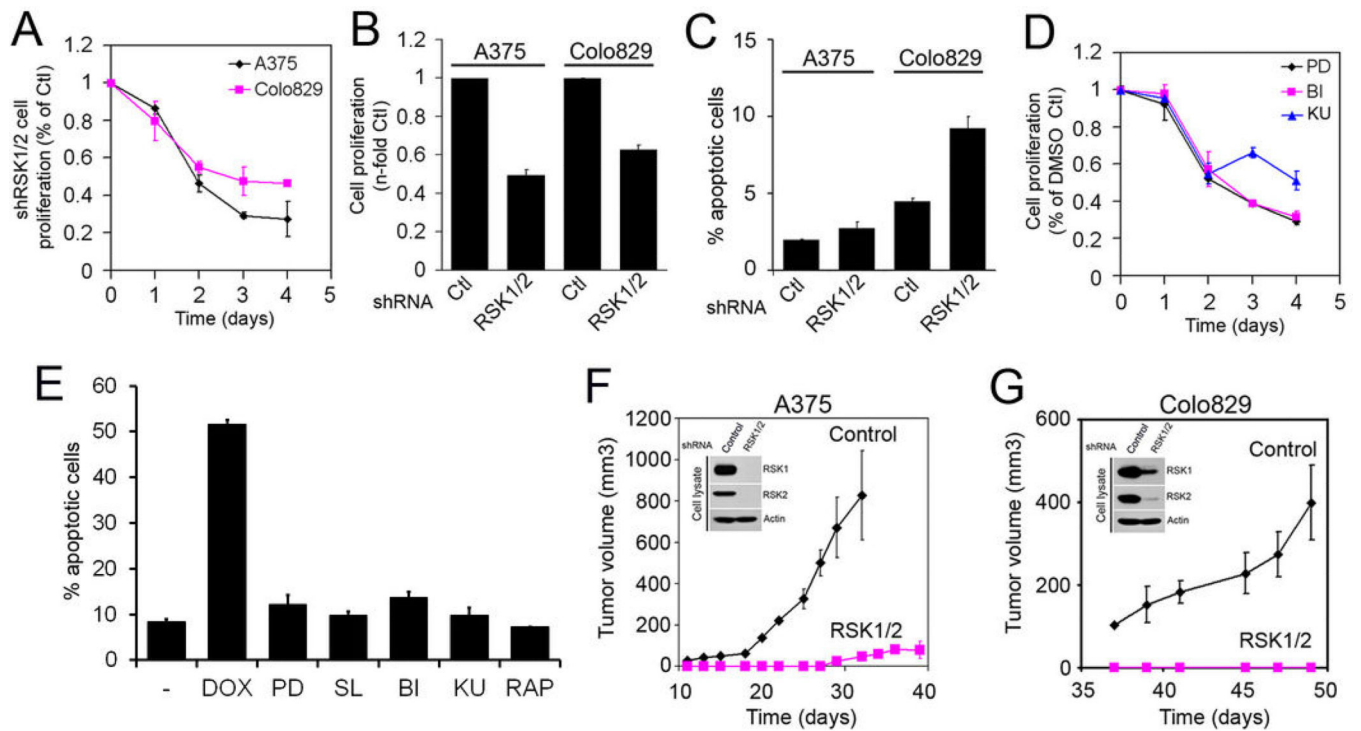 A
shRSK1/2 cell
proliferation (% of Ctl)
1.2
1
0.8
0.6
0.4
0.2
0
0 1 2 3 4 5
Time (days)
A375
Colo829
B
Cell proliferation
(n-fold Ctl)
1.2
1
0.8
0.6
0.4
0.2
0
A375 Colo829
shRNA
Ctl RSK1/2 Ctl RSK1/2
C
% apoptotic cells
15
10
5
0
A375 Colo829
shRNA
Ctl RSK1/2 Ctl RSK1/2
D
Cell proliferation
(% of DMSO Ctl)
1.2
1
0.8
0.6
0.4
0.2
0
0 1 2 3 4 5
Time (days)
PD
BI
KU
E
% apoptotic cells
60
50
40
30
20
10
0
- DOX PD SL BI KU RAP
F
A375
Tumor volume (mm3)
1200
1000
800
600
400
200
0
10 20 30 40
Time (days)
Control
RSK1/2
shRNA
Control RSK1/2
Cell lysate
RSK1
RSK2
Actin
G
Colo829
Tumor volume (mm3)
600
400
200
0
35 40 45 50
Time (days)
Control
RSK1/2
shRNA
Control RSK1/2
Cell lysate
RSK1
RSK2
Actin